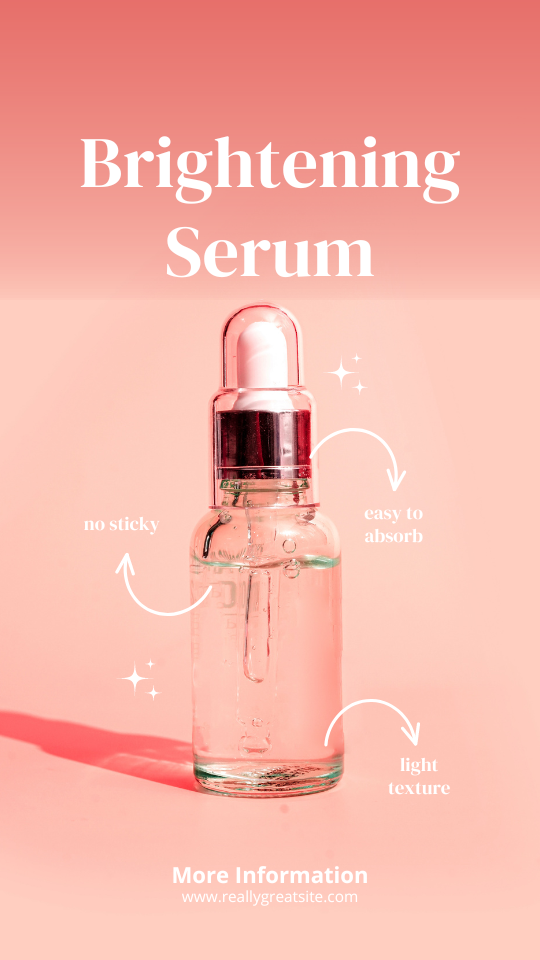 Brightening
Serum
no sticky
easy to
absorb
light
texture
More Information
www.reallygreatsite.com